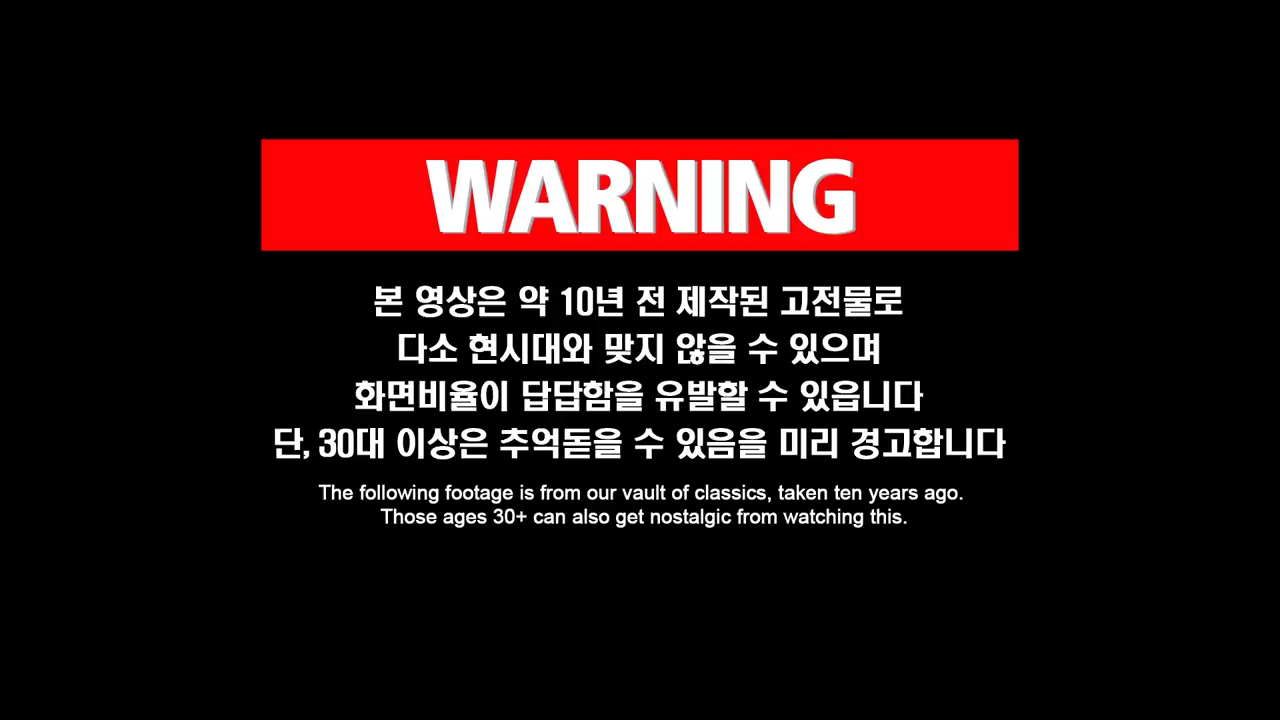 WARNING
본 영상은 약 10년 전 제작된 고전물로
다소 현시대와 맞지 않을 수 있으며
화면비율이 답답함을 유발할 수 있읍니다
단, 30대 이상은 추억돋을 수 있음을 미리 경고합니다
The following footage is from our vault of classics, taken ten years ago.
Those ages 30+ can also get nostalgic from watching this.